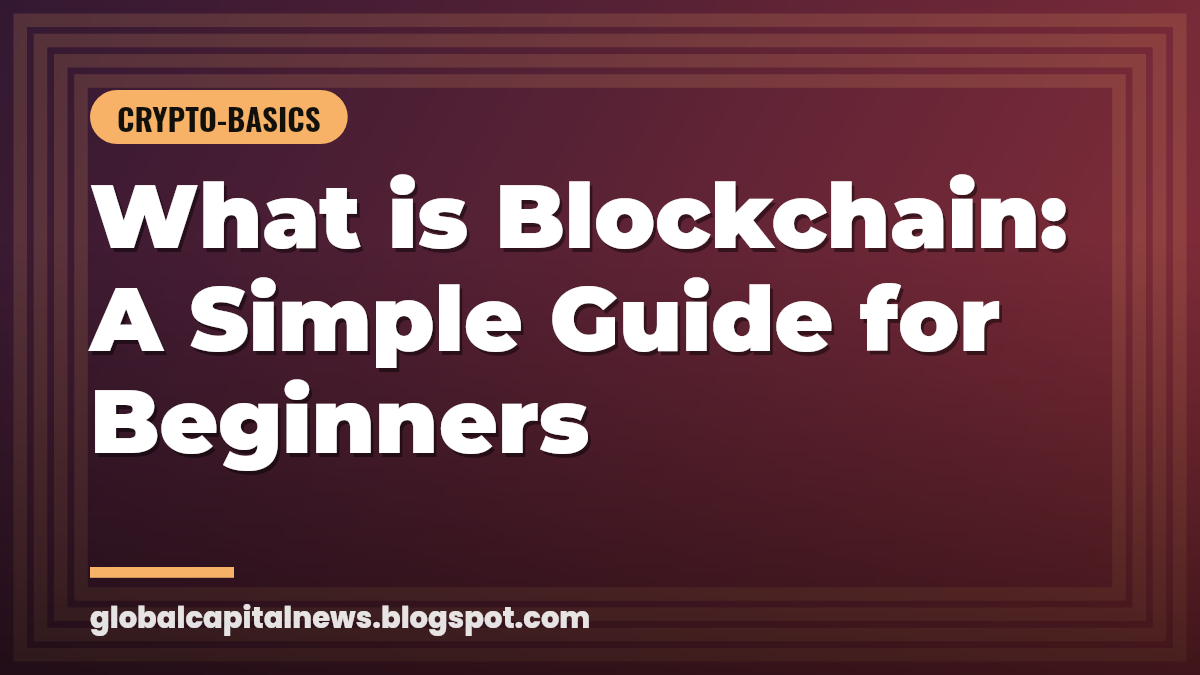 CRYPTO-BASICS
What is Blockchain:
A Simple Guide for
Beginners
globalcapitalnews.blogspot.com